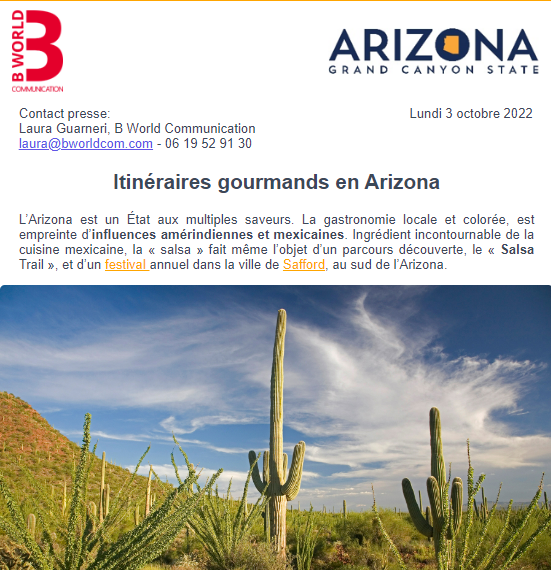 B WORLD
COMMUNICATION
ARIZONA
GRAND CANYON STATE
Contact presse:
Lundi 3 octobre 2022
Laura Guarneri, B World Communication
laura@bworldcom.com - 06 19 52 91 30
Itinéraires gourmands en Arizona
L’Arizona est un État aux multiples saveurs. La gastronomie locale et colorée, est
empreinte d’influences amérindiennes et mexicaines. Ingrédient incontournable de la
cuisine mexicaine, la « salsa » fait même l’objet d’un parcours découverte, le « Salsa
Trail », et d’un festival annuel dans la ville de Safford, au sud de l’Arizona.